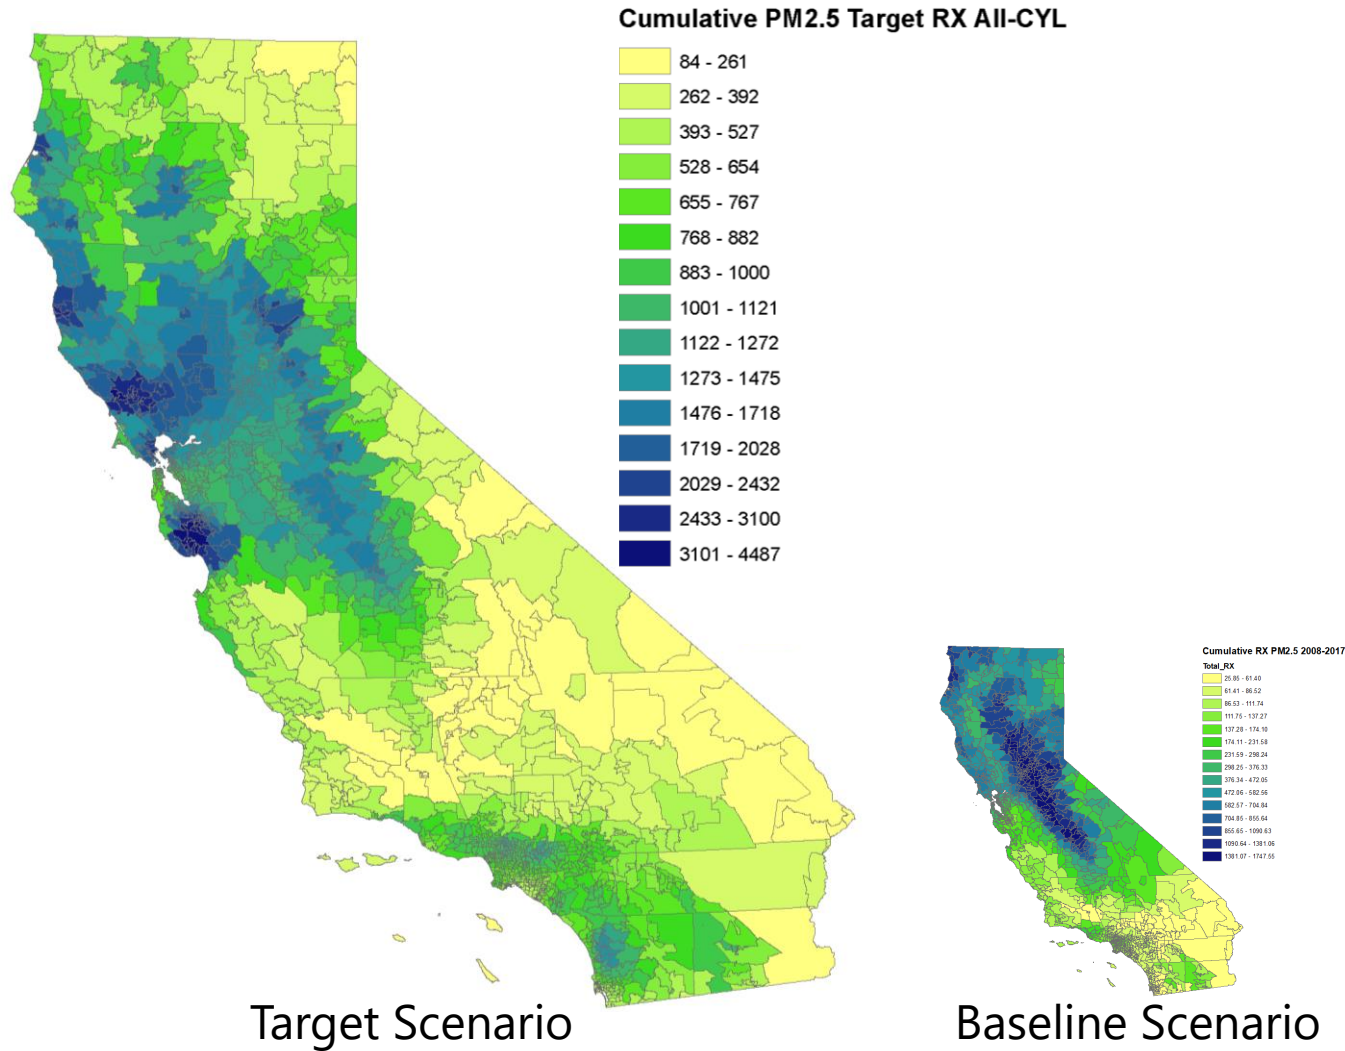 Cumulative PM2.5 Target RX All-CYL
84 - 261
262 - 392
393 - 527
528 - 654
655 - 767
768 - 882
883 - 1000
1001 - 1121
1122 - 1272
1273 - 1475
1476 - 1718
1719 - 2028
2029 - 2432
2433 - 3100
3101 - 4487
Cumulative RX PM2.5 2008-2017
Total_RX
25.85 - 61.40
61.41 - 86.52
86.53 - 111.74
111.75 - 137.27
137.28 - 174.10
174.11 - 231.58
231.59 - 298.24
298.25 - 376.33
376.34 - 472.05
472.06 - 582.56
582.57 - 704.84
704.85 - 855.64
855.65 - 1090.63
1090.64 - 1381.06
1381.07 - 1747.55
Target Scenario
Baseline Scenario